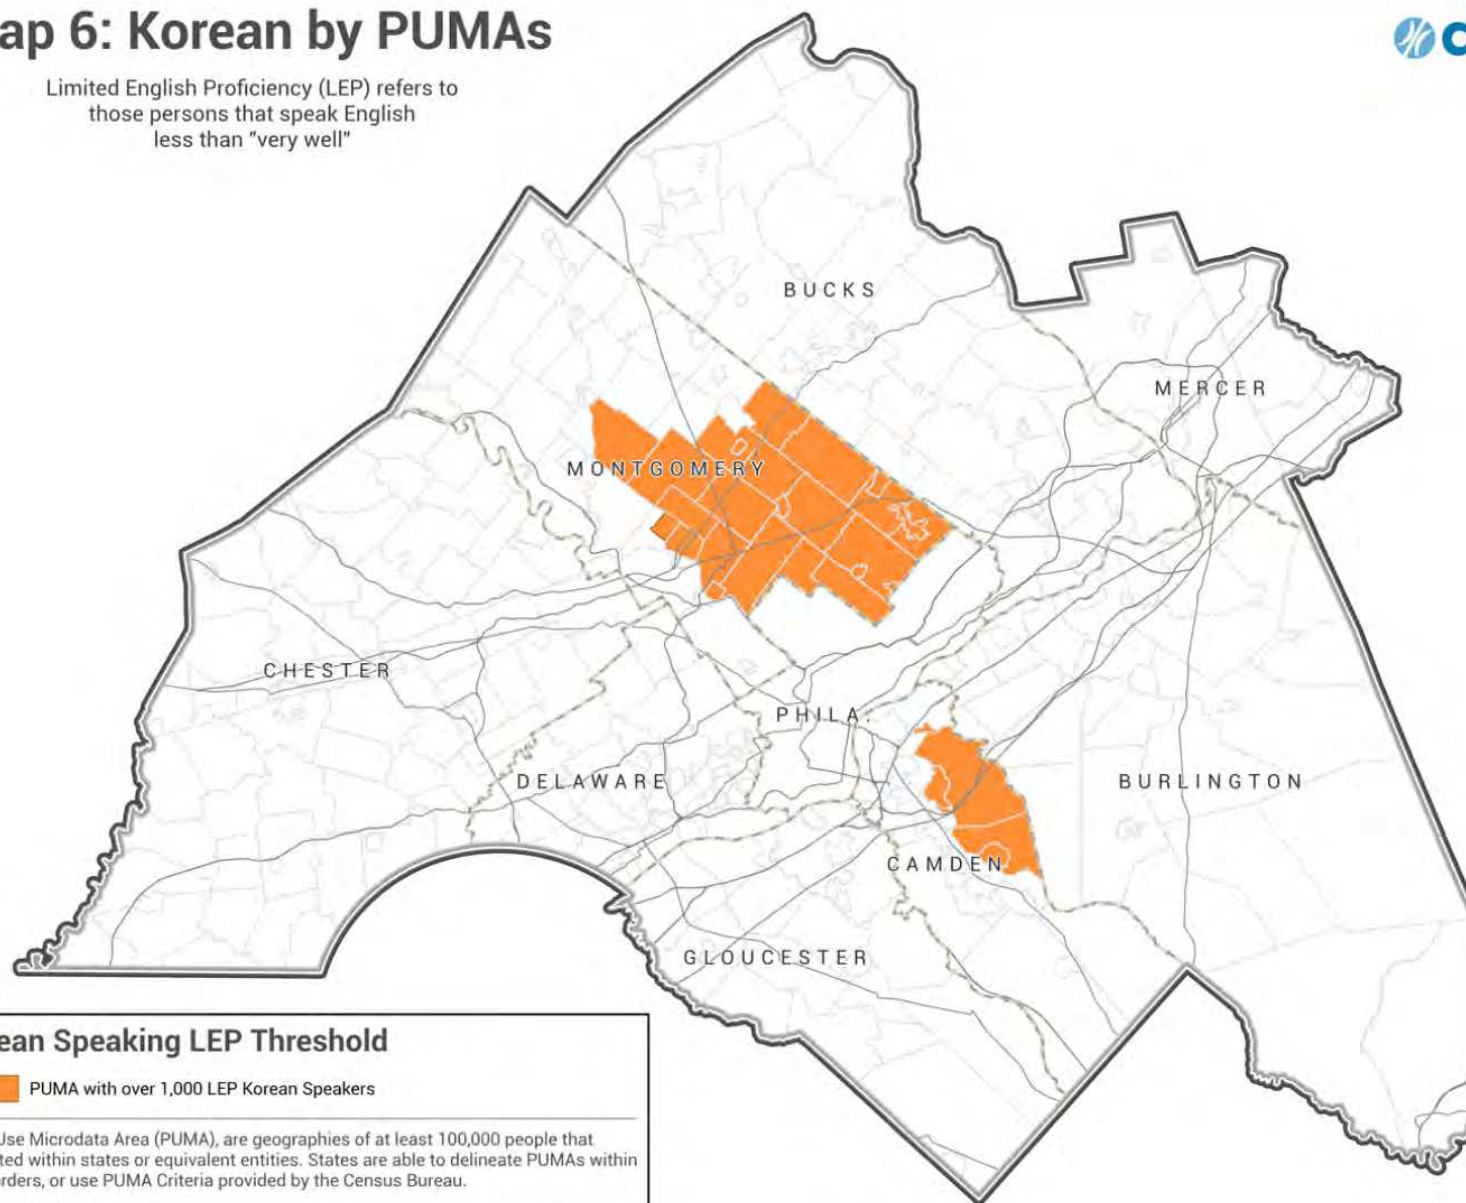 ap 6: Korean by PUMAs
Limited English Proficiency (LEP) refers to
those persons that speak English
less than "very well"
BUCKS
MERCER
MONTGOMERY
CHESTER
PHILA.
DELAWARE
BURLINGTON
CAMDEN
GLOUCESTER
ean Speaking LEP Threshold
PUMA with over 1,000 LEP Korean Speakers
Use Microdata Area (PUMA), are geographies of at least 100,000 people that
ted within states or equivalent entities. States are able to delineate PUMAs within
rders, or use PUMA Criteria provided by the Census Bureau.